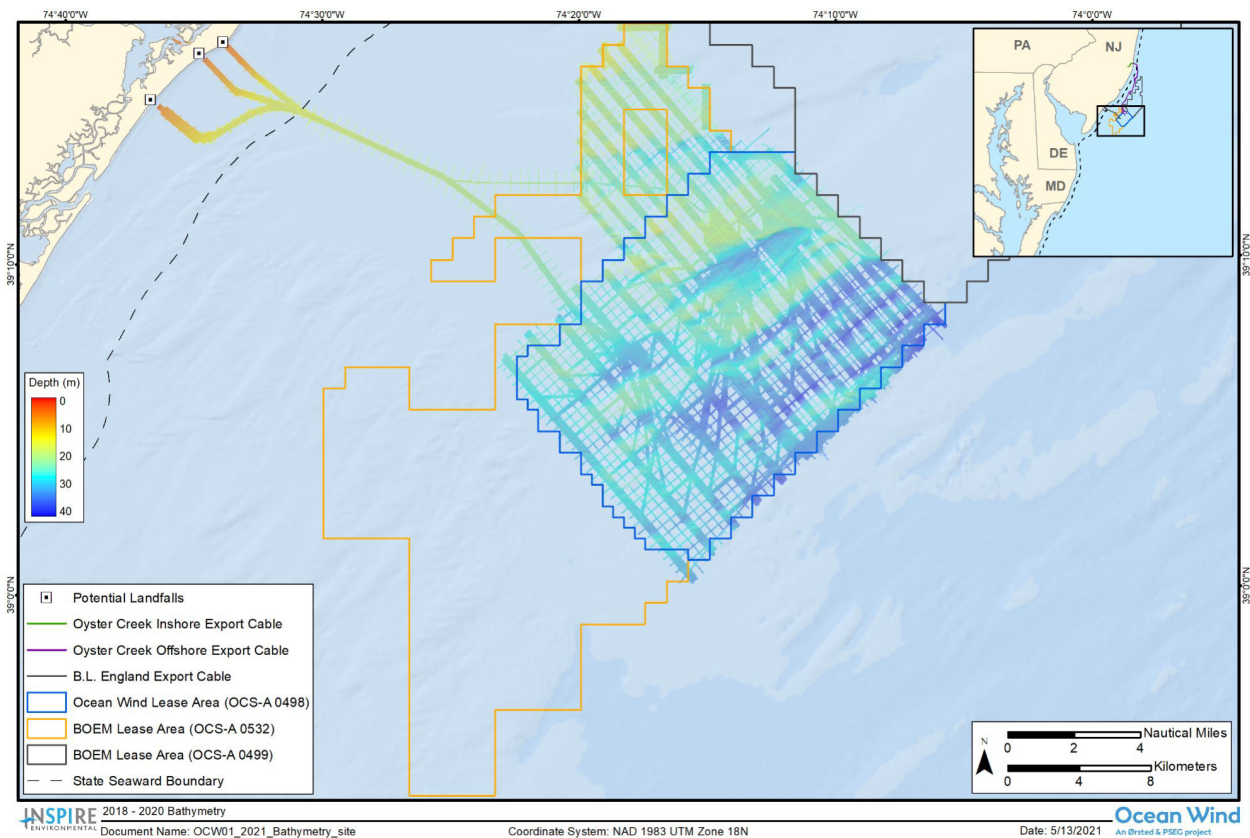 74°40'0"W 74°30'0"W 74°20'0"W 74°10'0"W 74°0'0"W
PA
NJ
DE
MD
39°10'0"N
39°10'0"N
Depth (m)
0
10
20
30
40
39°0'0"N
39°0'0"N
Potential Landfalls
Oyster Creek Inshore Export Cable
Oyster Creek Offshore Export Cable
B.L. England Export Cable
Ocean Wind Lease Area (OCS-A 0498)
BOEM Lease Area (OCS-A 0532)
BOEM Lease Area (OCS-A 0499)
State Seaward Boundary
N
Nautical Miles
0 2 4
Kilometers
0 4 8
INSPIRE
ENVIRONMENTAL
2018 - 2020 Bathymetry
Document Name: OCW01_2021_Bathymetry_site
Coordinate System: NAD 1983 UTM Zone 18N
Date: 5/13/2021
Ocean Wind
An Ørsted & PSEG project